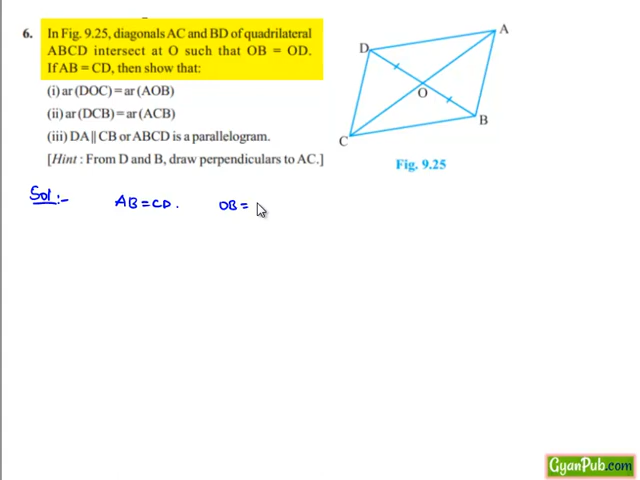 6. In Fig. 9.25, diagonals AC and BD of quadrilateral
ABCD intersect at O such that OB = OD.
If AB = CD, then show that:
(i) ar (DOC) = ar (AOB)
(ii) ar (DCB) = ar (ACB)
(iii) DA || CB or ABCD is a parallelogram.
[Hint : From D and B, draw perpendiculars to AC.]
A
D
O
B
C
Fig. 9.25
Sol:-
AB = CD. OB =
GyanPub.com